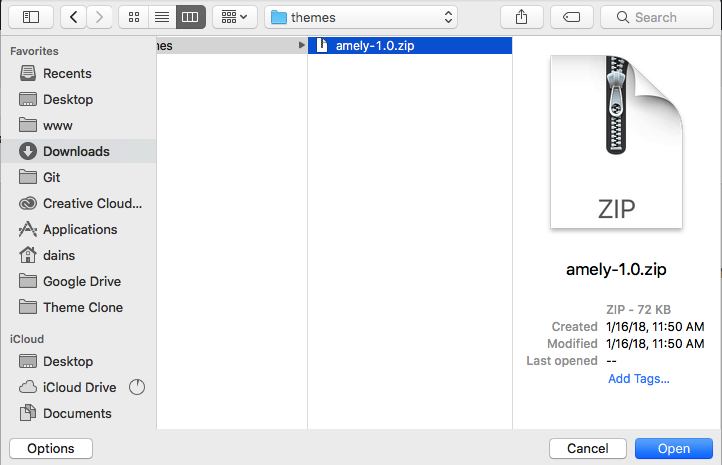 themes
Search
Favorites
Recents
Desktop
www
Downloads
Git
Creative Cloud...
Applications
dains
Google Drive
Theme Clone
iCloud
Desktop
iCloud Drive
Documents
nes
amely-1.0.zip
ZIP
amely-1.0.zip
ZIP - 72 KB
Created 1/16/18, 11:50 AM
Modified 1/16/18, 11:50 AM
Last opened --
Add Tags...
Options
Cancel
Open